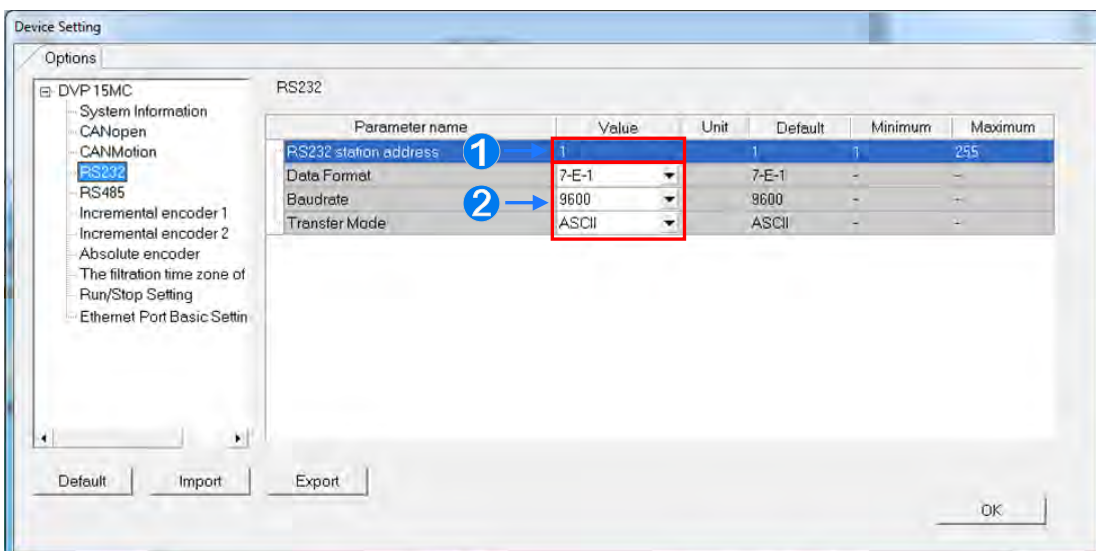 Device Setting
Options
DVP 15MC
System Information
CANopen
CANMotion
RS232
RS485
Incremental encoder 1
Incremental encoder 2
Absolute encoder
The filtration time zone of
Run/Stop Setting
Ethernet Port Basic Settin
RS232
Parameter name Value Unit Default Minimum Maximum
RS232 station address 1 1 1 1 255
Data Format 7-E-1 7-E-1 - -
Baudrate 2 9600 9600 - -
Transfer Mode ASCII ASCII - -
Default Import Export
OK